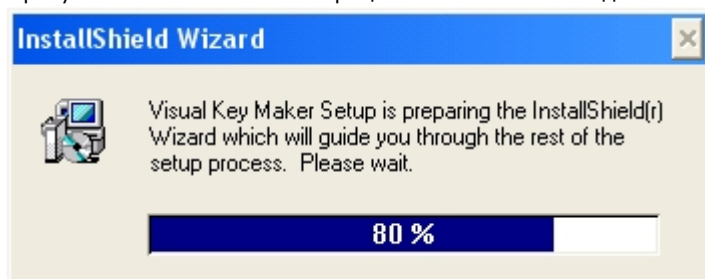 InstallShield Wizard
Visual Key Maker Setup is preparing the InstallShield(r)
Wizard which will guide you through the rest of the
setup process. Please wait.
80 %